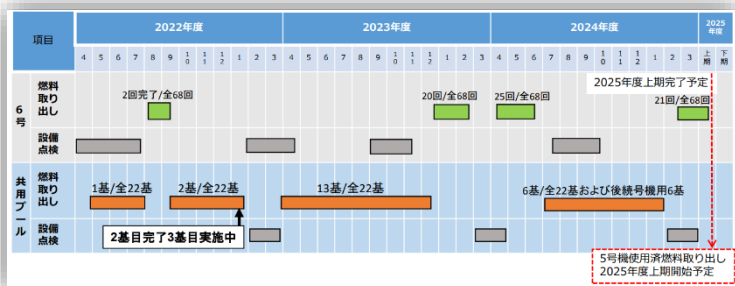 項目
2022年度
2023年度
2024年度
2025
年度
4 5 6 7 8 9 10 11 12 1 2 3 4 5 6 7 8 9 10 11 12 1 2 3 4 5 6 7 8 9 10 11 12 1 2 3 上期 下期
2025年度上期完了予定
6号
燃料
取り
出し
2回完了/全68回
20回/全68回
25回/全68回
21回/全68回
設備
点検
共用プール
燃料
取り
出し
1基/全22基
2基/全22基
13基/全22基
6基/全22基および後続号機用6基
2基目完了3基目実施中
設備
点検
5号機使用済燃料取り出し
2025年度上期開始予定